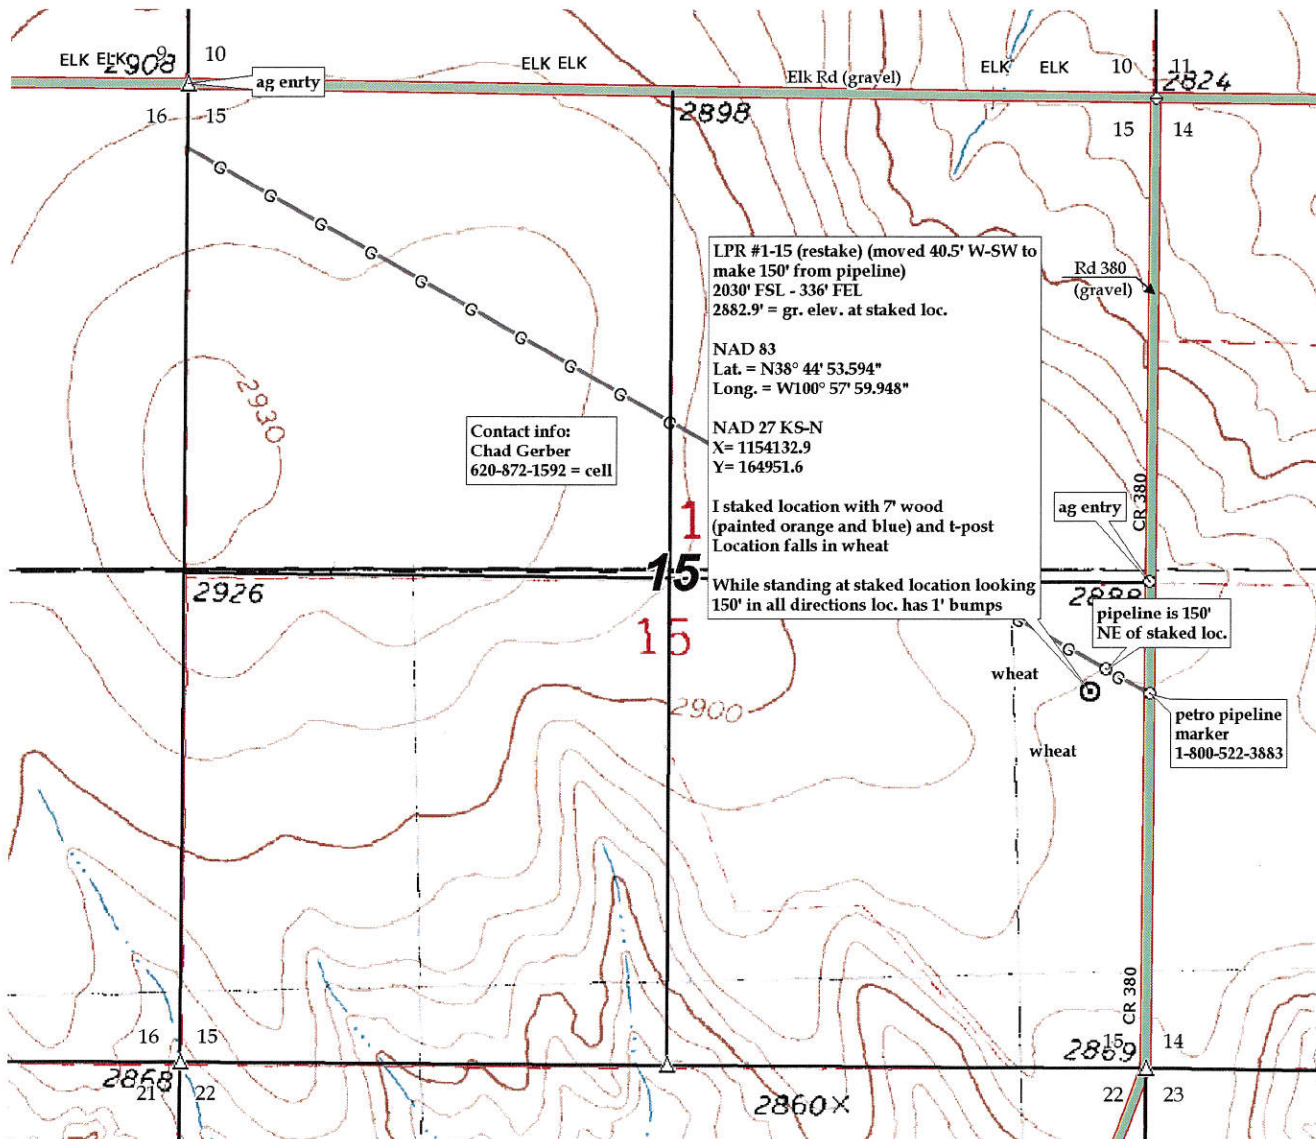 ELK ELK
9
10
2908
ag enrty
16
15
ELK ELK
Elk Rd (gravel)
ELK
ELK
10
11
2824
15
14
2898
LPR #1-15 (restake) (moved 40.5' W-SW to
make 150' from pipeline)
2030' FSL - 336' FEL
2882.9' = gr. elev. at staked loc.
NAD 83
Lat. = N38° 44' 53.594"
Long. = W100° 57' 59.948"
NAD 27 KS-N
X= 1154132.9
Y= 164951.6
I staked location with 7' wood
(painted orange and blue) and t-post
Location falls in wheat
While standing at staked location looking
150' in all directions loc. has 1' bumps
Rd 380
(gravel)
G
G
G
G
G
G
G
G
G
G
2930
Contact info:
Chad Gerber
620-872-1592 = cell
CR 380
ag entry
1
15
2926
15
pipeline is 150'
NE of staked loc.
G
G
G
wheat
2900
petro pipeline
marker
1-800-522-3883
wheat
CR 380
16
15
2868
21
22
2860X
15
14
2869
22
23